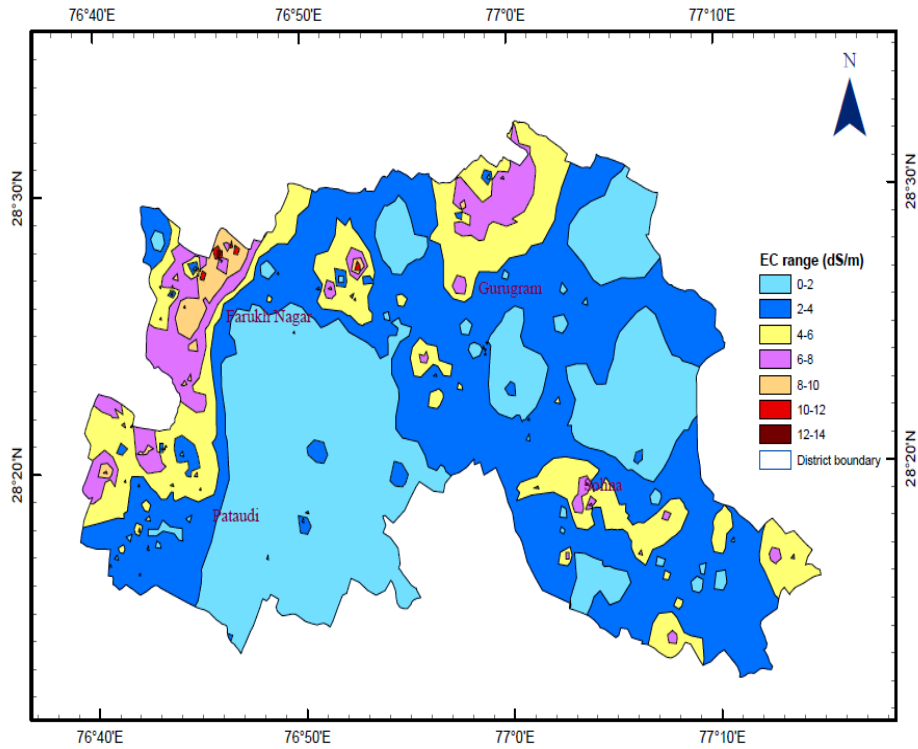 76°40'E 76°50'E 77°0'E 77°10'E
N
28°30'N 28°30'N
EC range (dS/m)
0-2
2-4
4-6
6-8
8-10
10-12
12-14
District boundary
Gurugram
Farukh Nagar
28°20'N 28°20'N
Sohna
Pataudi
76°40'E 76°50'E 77°0'E 77°10'E